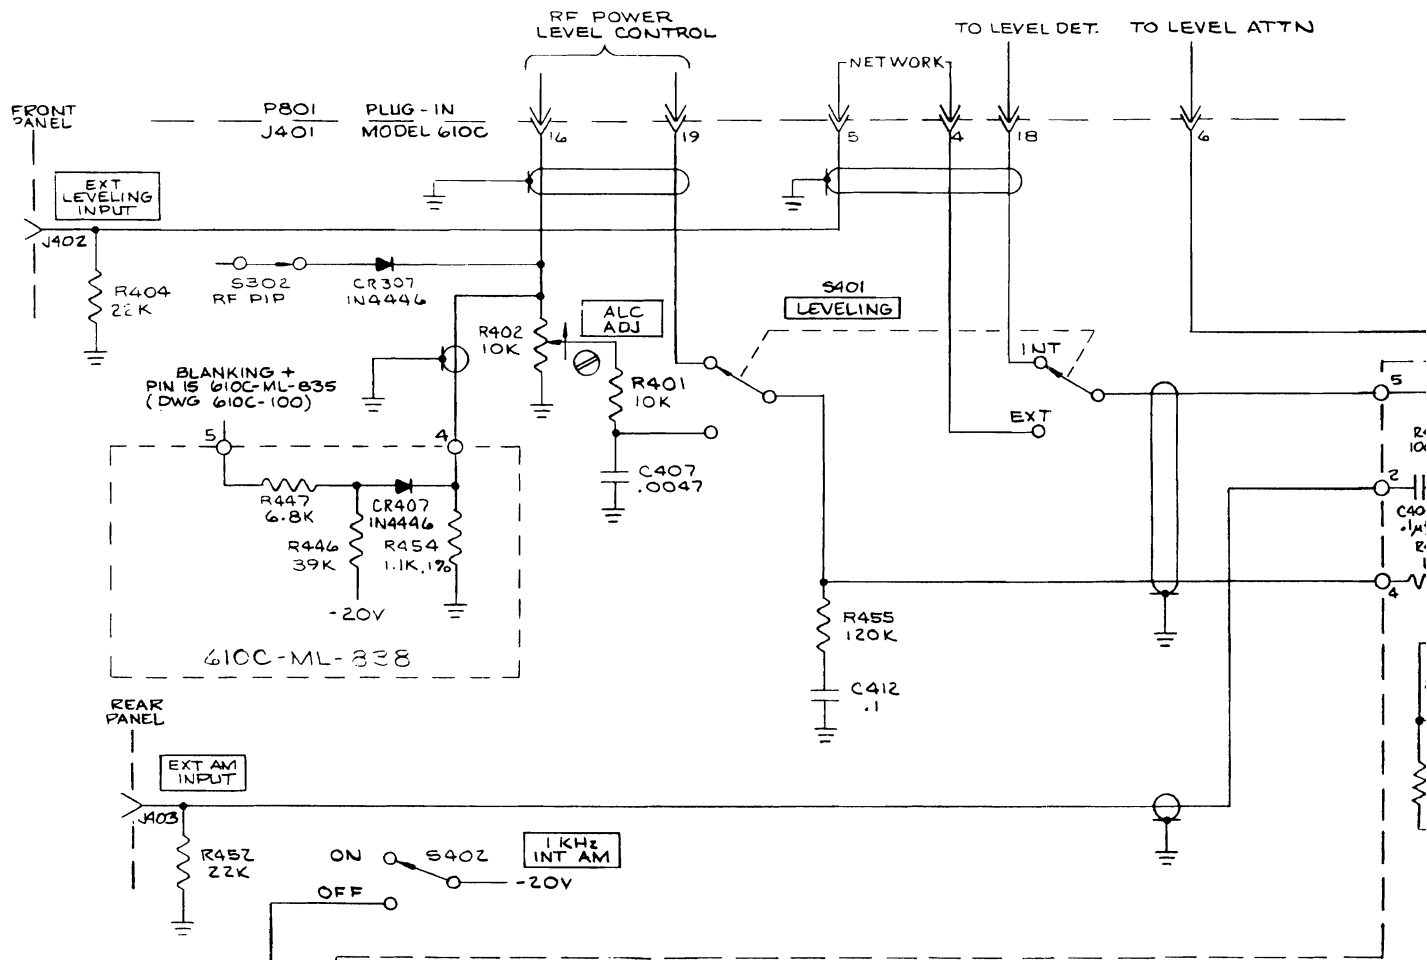 RF POWER
LEVEL CONTROL
TO LEVEL DET.
TO LEVEL ATTN
NETWORK
FRONT
PANEL
P801
J401
PLUG-IN
MODEL 610C
16
19
5
4
18
6
EXT
LEVELING
INPUT
J402
R404
22K
S302
RF PIP
CR307
1N4446
S401
LEVELING
ALC
ADJ
R402
10K
INT
R401
10K
BLANKING +
PIN 15 610C-ML-835
(DWG 610C-100)
5
4
EXT
5
C407
.0047
2
R447
6.8K
CR407
1N4446
R446
39K
R454
1.1K, 1%
-20V
4
R455
120K
610C-ML-838
C412
.1
REAR
PANEL
EXT AM
INPUT
J403
R452
22K
ON
S402
1 KHz
INT AM
-20V
OFF